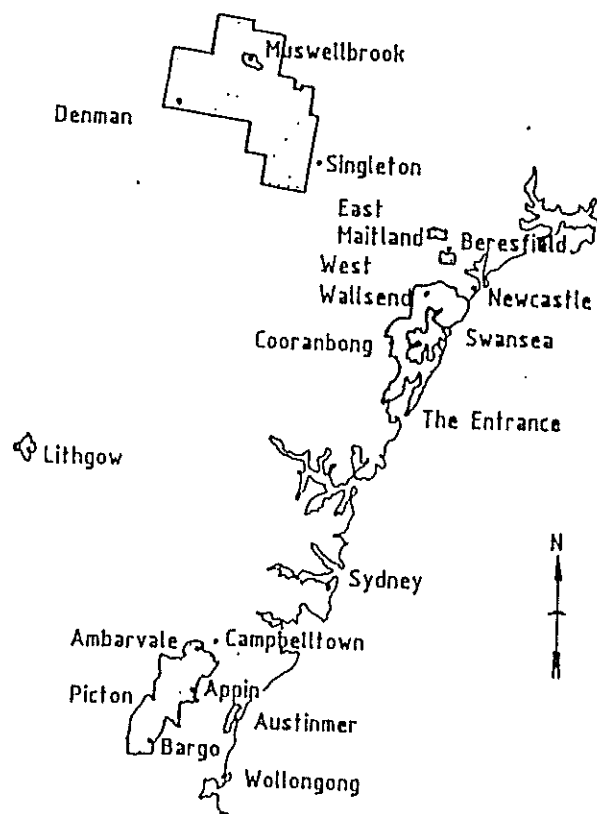 Muswellbrook
Denman
Singleton
East
Maitland
Beresfield
West
Wallsend
Newcastle
Cooranbong
Swansea
The Entrance
Lithgow
N
Sydney
Ambarvale
Campbelltown
Picton
Appin
Austinmer
Bargo
Wollongong